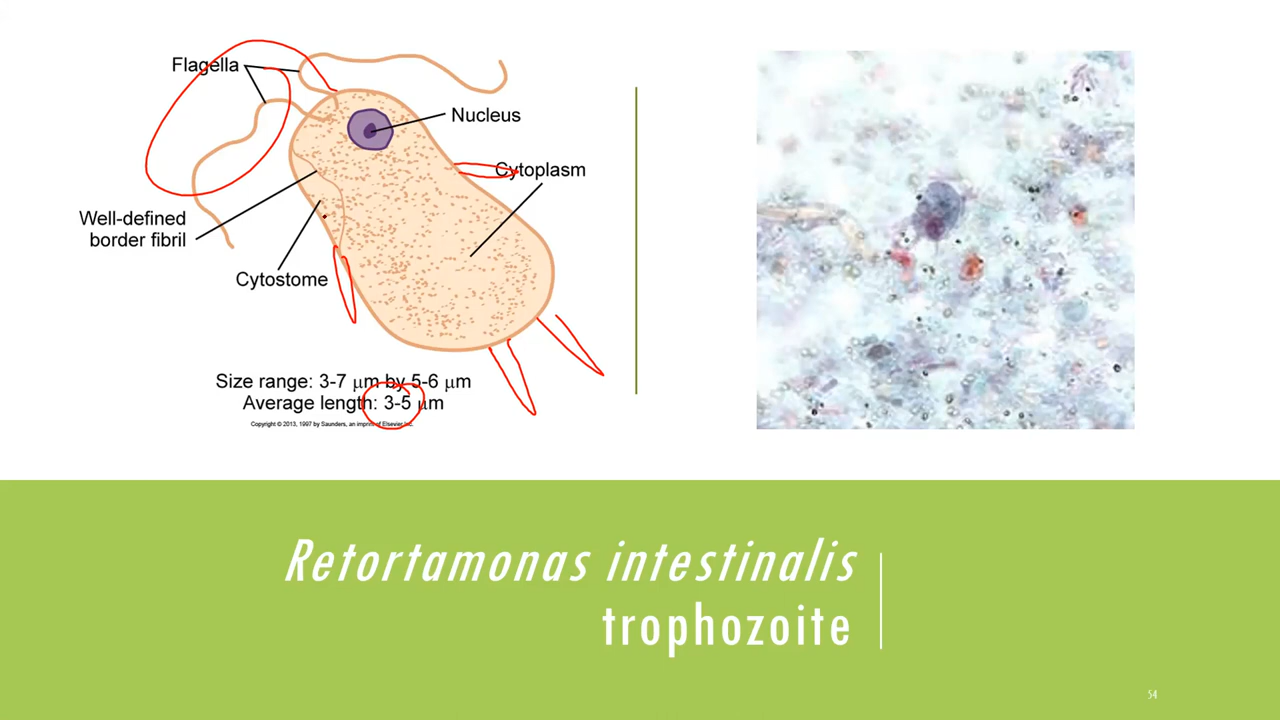 Flagella
Nucleus
Cytoplasm
Well-defined
border fibril
Cytostome
Size range: 3-7 μm by 5-6 μm
Average length: 3-5 μm
Copyright © 2013, 1997 by Saunders, an imprint of Elsevier Inc.
Retortamonas intestinalis
trophozoite
54